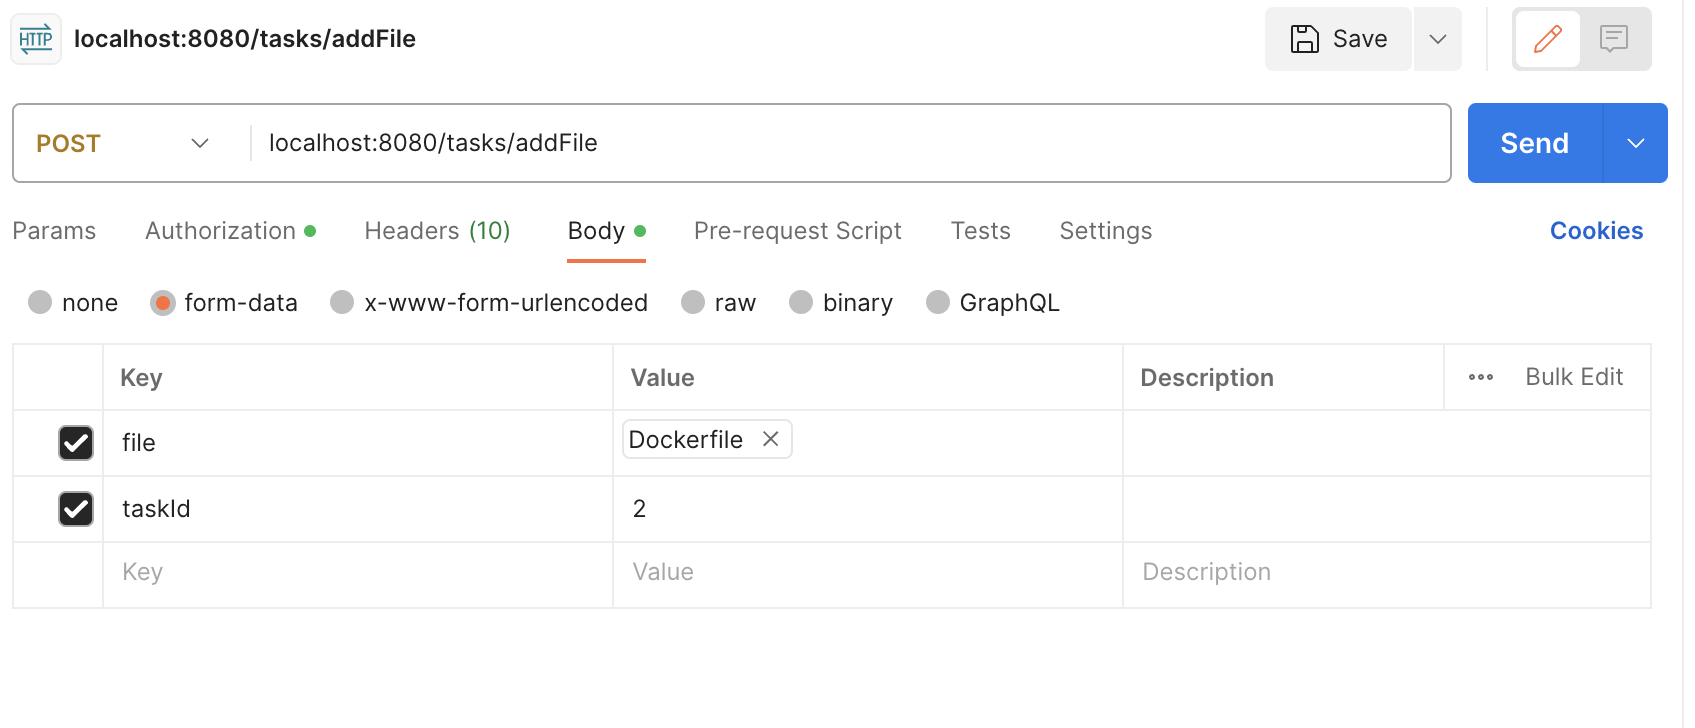 HTTP localhost:8080/tasks/addFile Save
POST localhost:8080/tasks/addFile Send
Params Authorization Headers (10) Body Pre-request Script Tests Settings Cookies
none form-data x-www-form-urlencoded raw binary GraphQL
Key Value Description ••• Bulk Edit
file Dockerfile
taskId 2
Key Value Description